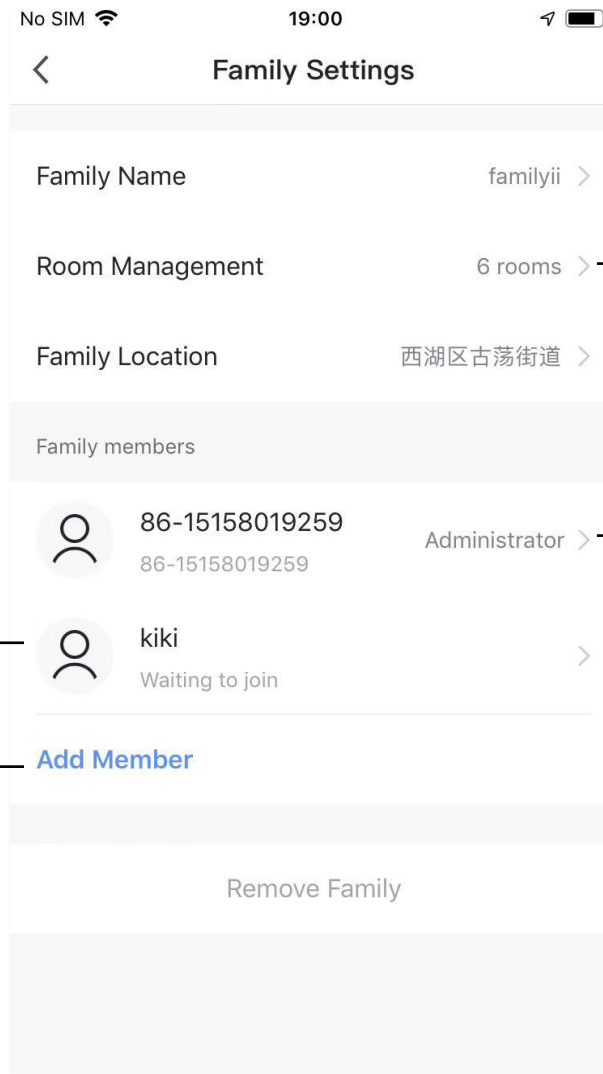 No SIM 19:00
Family Settings
Family Name familyii
Room Management 6 rooms
Family Location 西湖区古荡街道
Family members
86-15158019259
Administrator
86-15158019259
kiki
Waiting to join
Add Member
Remove Family